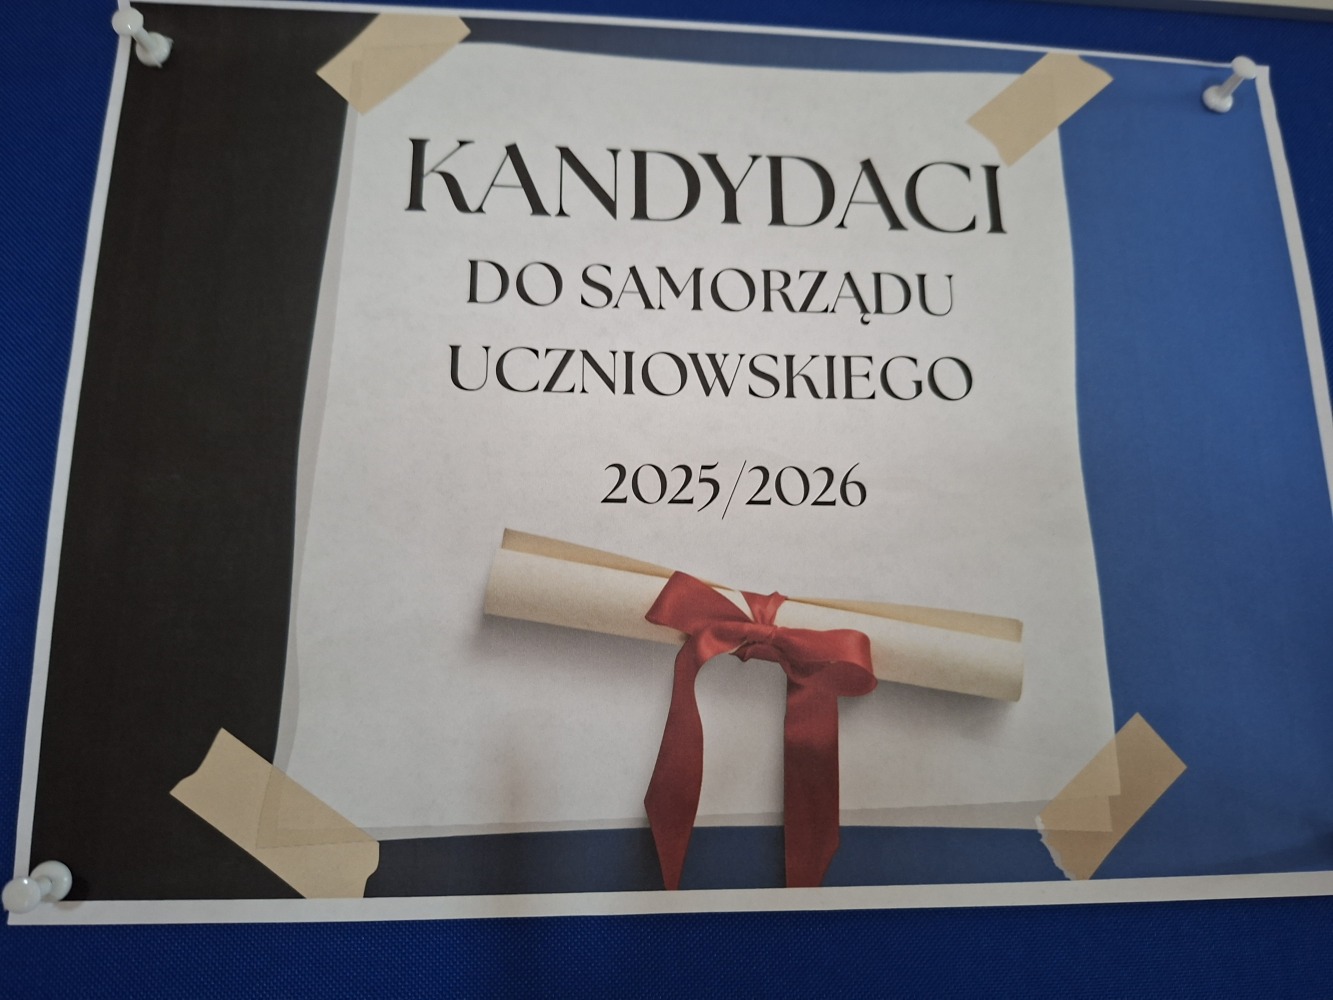 KANDYDACI
DO SAMORZĄDU
UCZNIOWSKIEGO
2025/2026